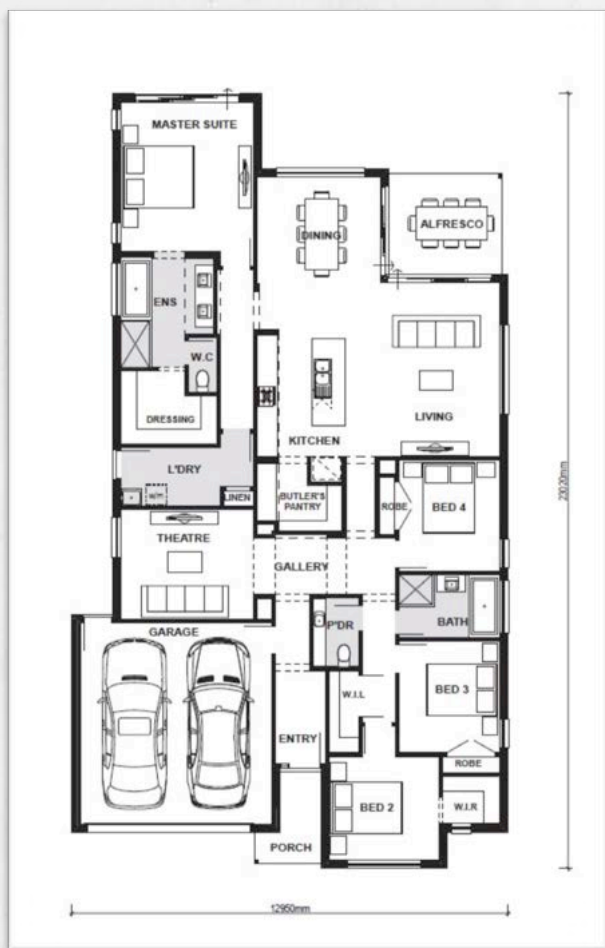 MASTER SUITE
DINING
ALFRESCO
ENS
W.C
DRESSING
LIVING
KITCHEN
L'DRY
W/M
LINEN
BUTLER'S
PANTRY
ROBE
BED 4
THEATRE
GALLERY
GARAGE
P'DR
BATH
W.I.L
BED 3
ENTRY
ROBE
BED 2
W.I.R
PORCH
23020mm
12950mm